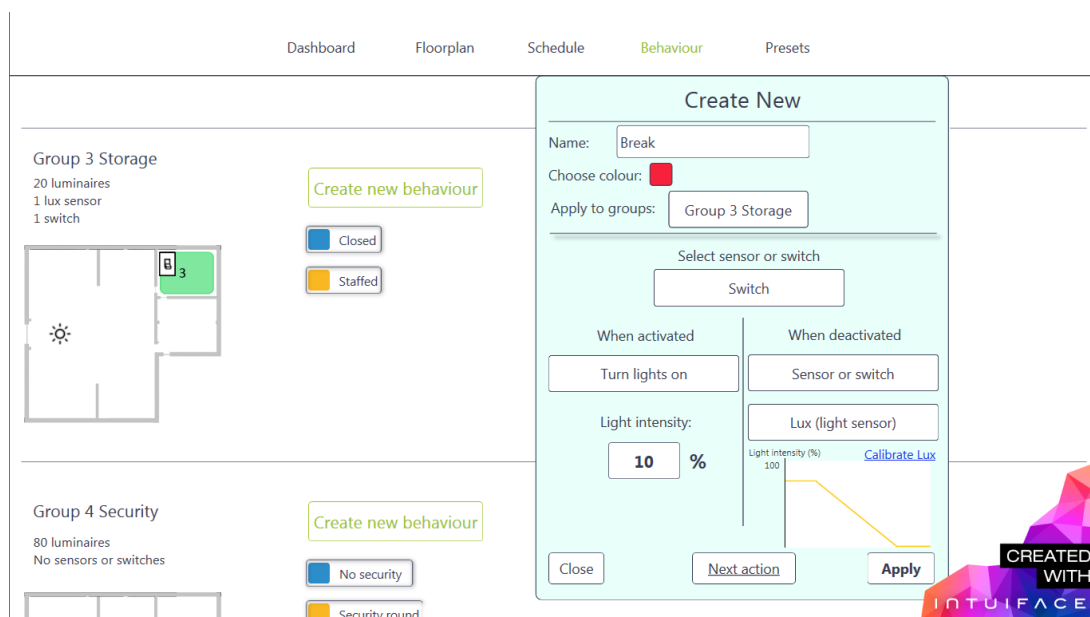 Dashboard Floorplan Schedule Behaviour Presets
Group 3 Storage
20 luminaires
1 lux sensor
1 switch
3
Create new behaviour
Closed
Staffed
Group 4 Security
80 luminaires
No sensors or switches
Create new behaviour
No security
Security round
Create New
Name: Break
Choose colour:
Apply to groups: Group 3 Storage
Select sensor or switch
Switch
When activated
Turn lights on
Light intensity:
10 %
When deactivated
Sensor or switch
Lux (light sensor)
Light intensity (%) Calibrate Lux
100
Close Next action Apply
CREATED
WITH
INTUIFACE